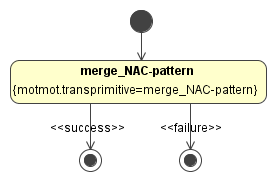 merge_NAC-pattern
{motmot.transprimitive=merge_NAC-pattern}
<<success>> <<failure>>